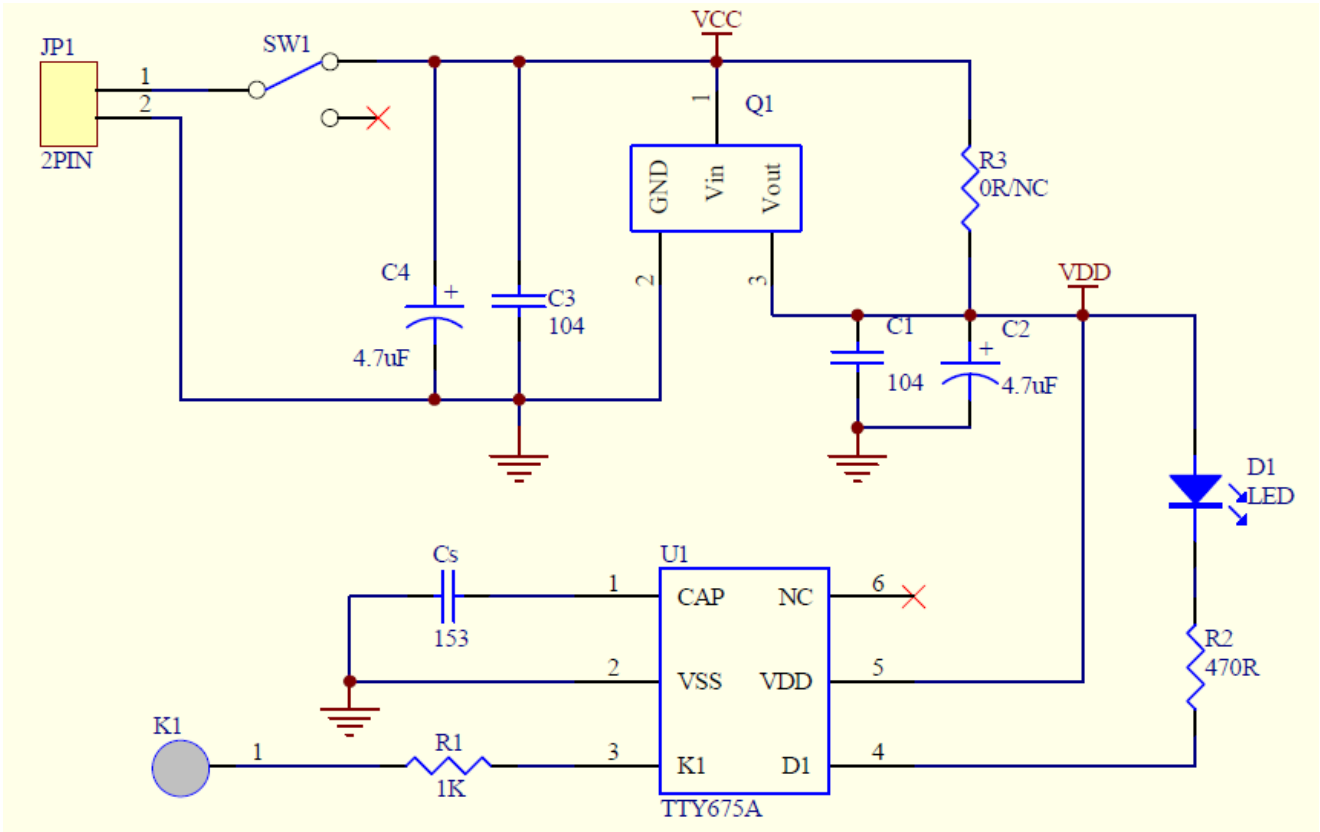 VCC
JP1
SW1
1
2
2PIN
1
Q1
GND
Vin
Vout
2
3
R3
0R/NC
C4
+
4.7uF
C3
104
VDD
C1
104
C2
+
4.7uF
D1
LED
Cs
153
U1
1
CAP
NC
6
2
VSS
VDD
5
R2
470R
K1
1
R1
1K
3
K1
D1
4
TTY675A